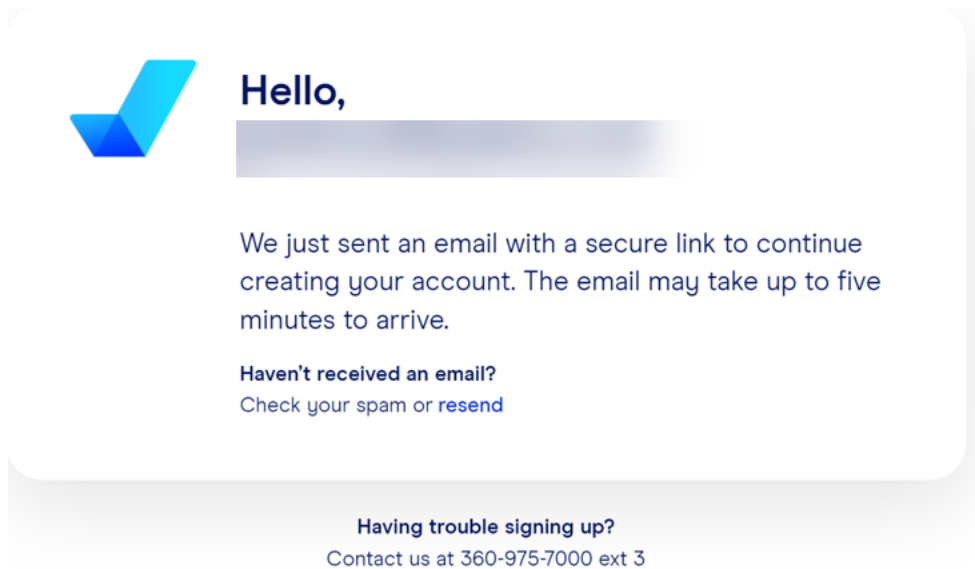 Hello,
We just sent an email with a secure link to continue
creating your account. The email may take up to five
minutes to arrive.
Haven't received an email?
Check your spam or resend
Having trouble signing up?
Contact us at 360-975-7000 ext 3